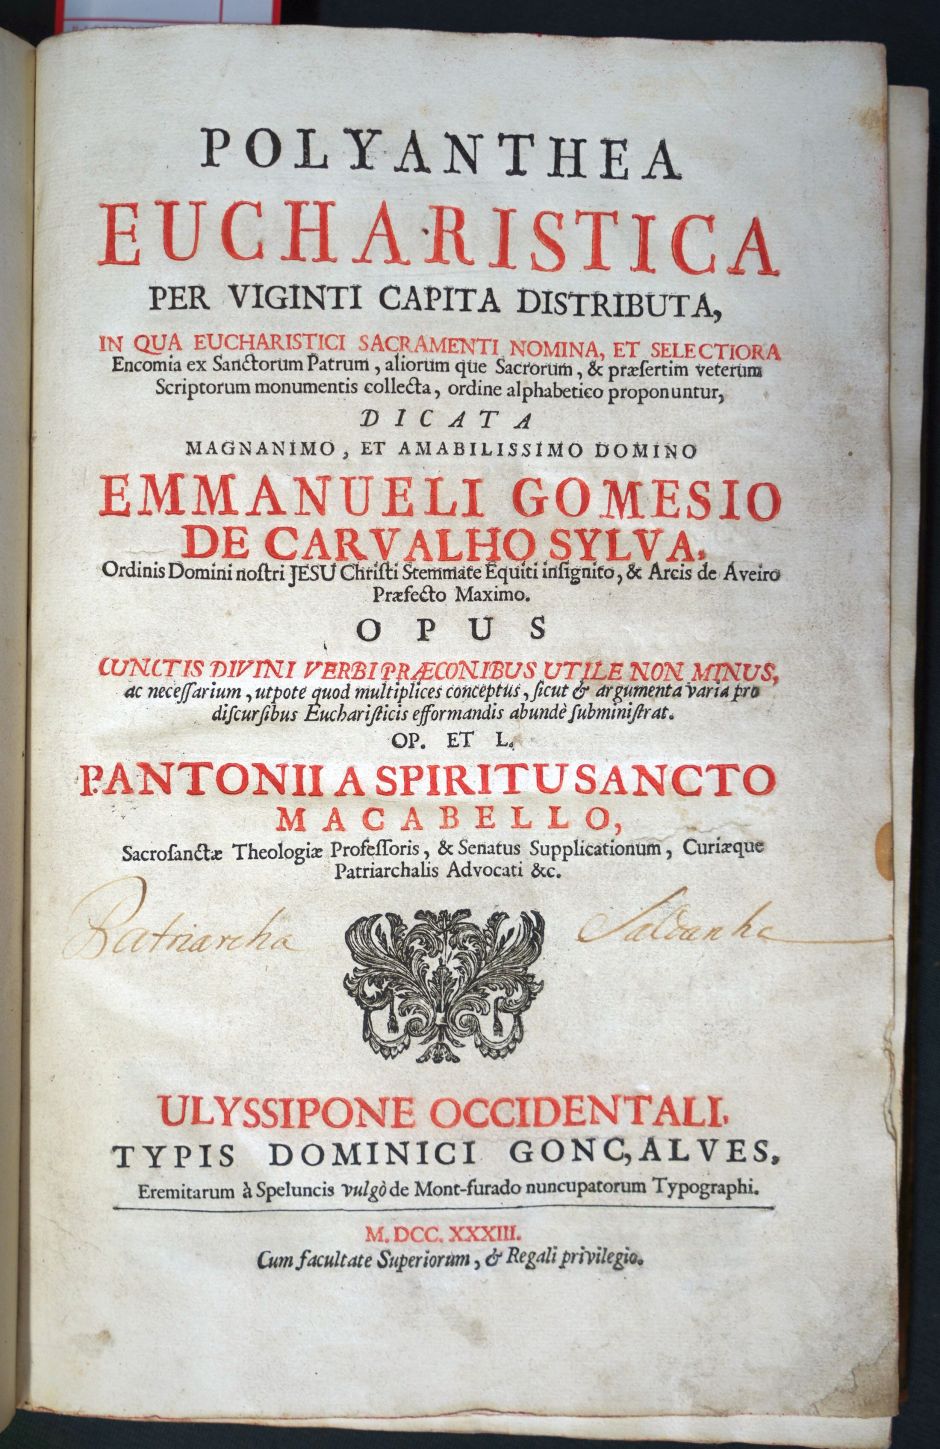 POLYANTHEA
EUCHARISTICA
PER VIGINTI CAPITA DISTRIBUTA,
IN QUA EUCHARISTICI SACRAMENTI NOMINA, ET SELECTIORA
Encomia ex Sanctorum Patrum, aliorum que Sacrorum, & præsertim veterum
Scriptorum monumentis collecta, ordine alphabetico proponuntur,
DICATA
MAGNANIMO, ET AMABILISSIMO DOMINO
EMMANUELI GOMESIO
DE CARVALHO SYLVA,
Ordinis Domini nostri JESU Christi Stemmate Equiti insignito, & Arcis de Aveiro
Præfecto Maximo.
OPUS
CUNCTIS DIVINI VERBI PRÆCONIBUS UTILE NON MINUS,
ac necessarium, utpote quod multiplices conceptus, sicut & argumenta varia pro
discursibus Eucharisticis efformandis abundè subministrat.
OP. ET L.
P. ANTONII A SPIRITU SANCTO
MACABELLO,
Sacrosanctæ Theologiæ Professoris, & Senatus Supplicationum, Curiæque
Patriarchalis Advocati &c.
Patriarcha Saldanha
ULYSSIPONE OCCIDENTALI,
TYPIS DOMINICI GONC,ALVES,
Eremitarum à Speluncis vulgò de Mont-furado nuncupatorum Typographi.
M. DCC. XXXIII.
Cum facultate Superiorum, & Regali privilegio.